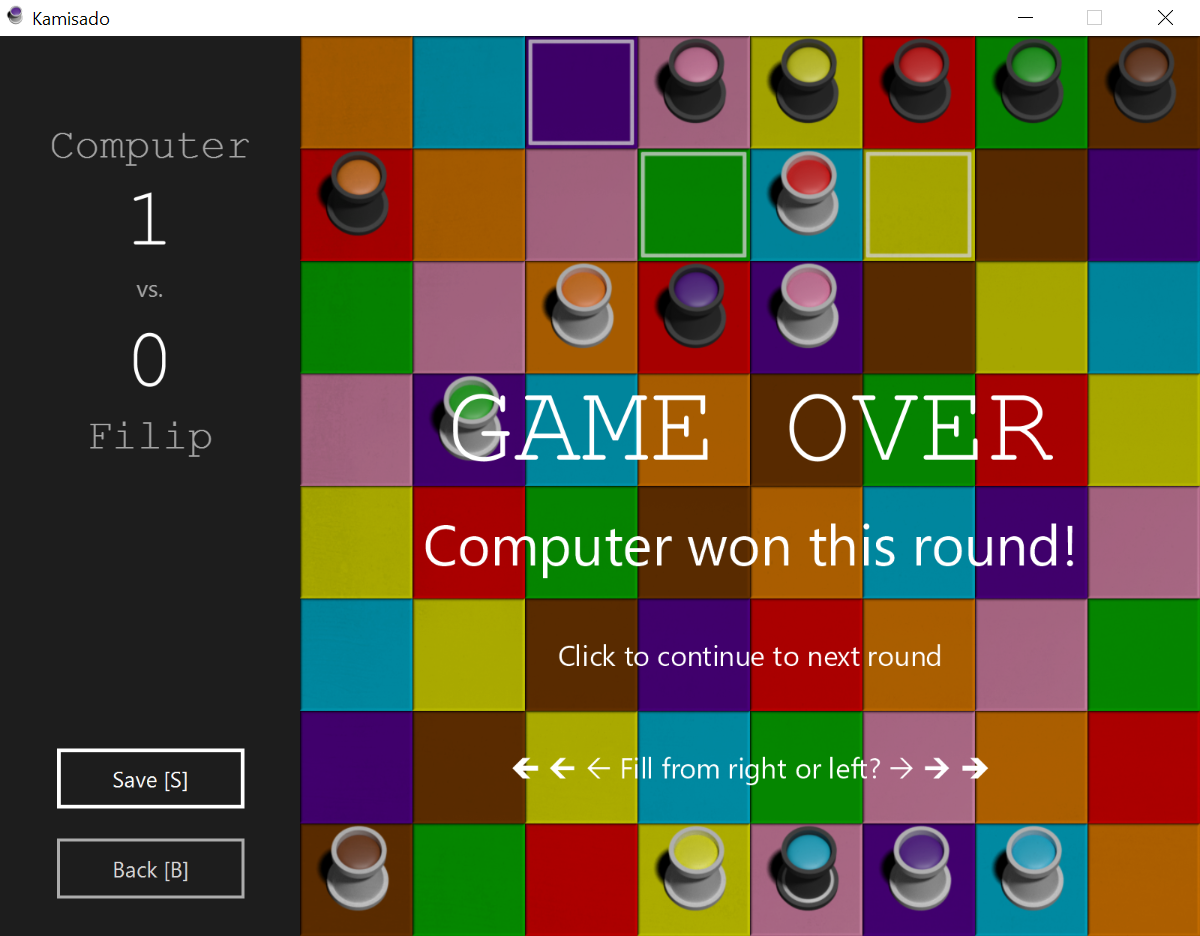 Kamisado
Computer
1
vs.
0
Filip
GAME OVER
Computer won this round!
Click to continue to next round
🡸 🡰 ← Fill from right or left? → 🡲 🡺
Save [S]
Back [B]